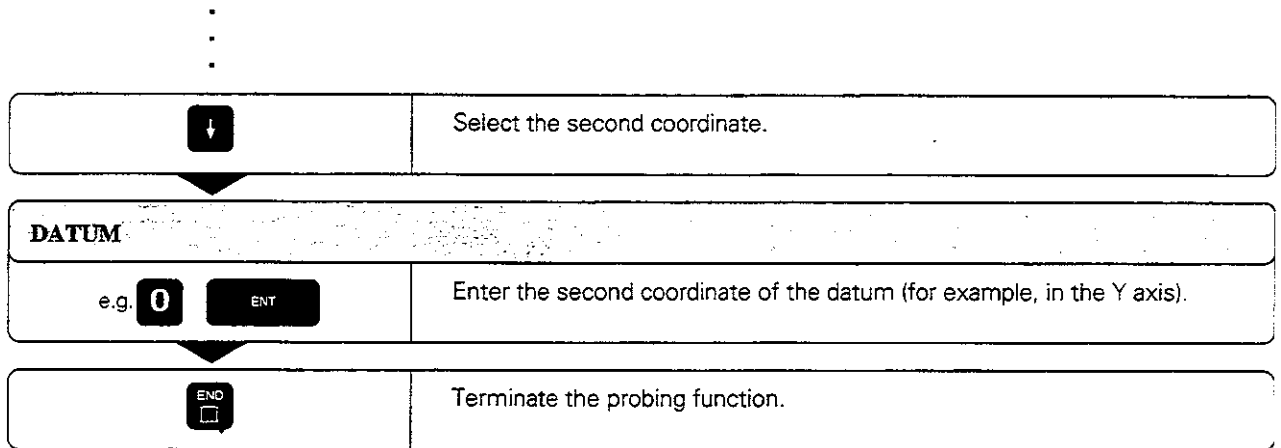 Select the second coordinate.
DATUM
e.g. 0 ENT
Enter the second coordinate of the datum (for example, in the Y axis).
END
Terminate the probing function.